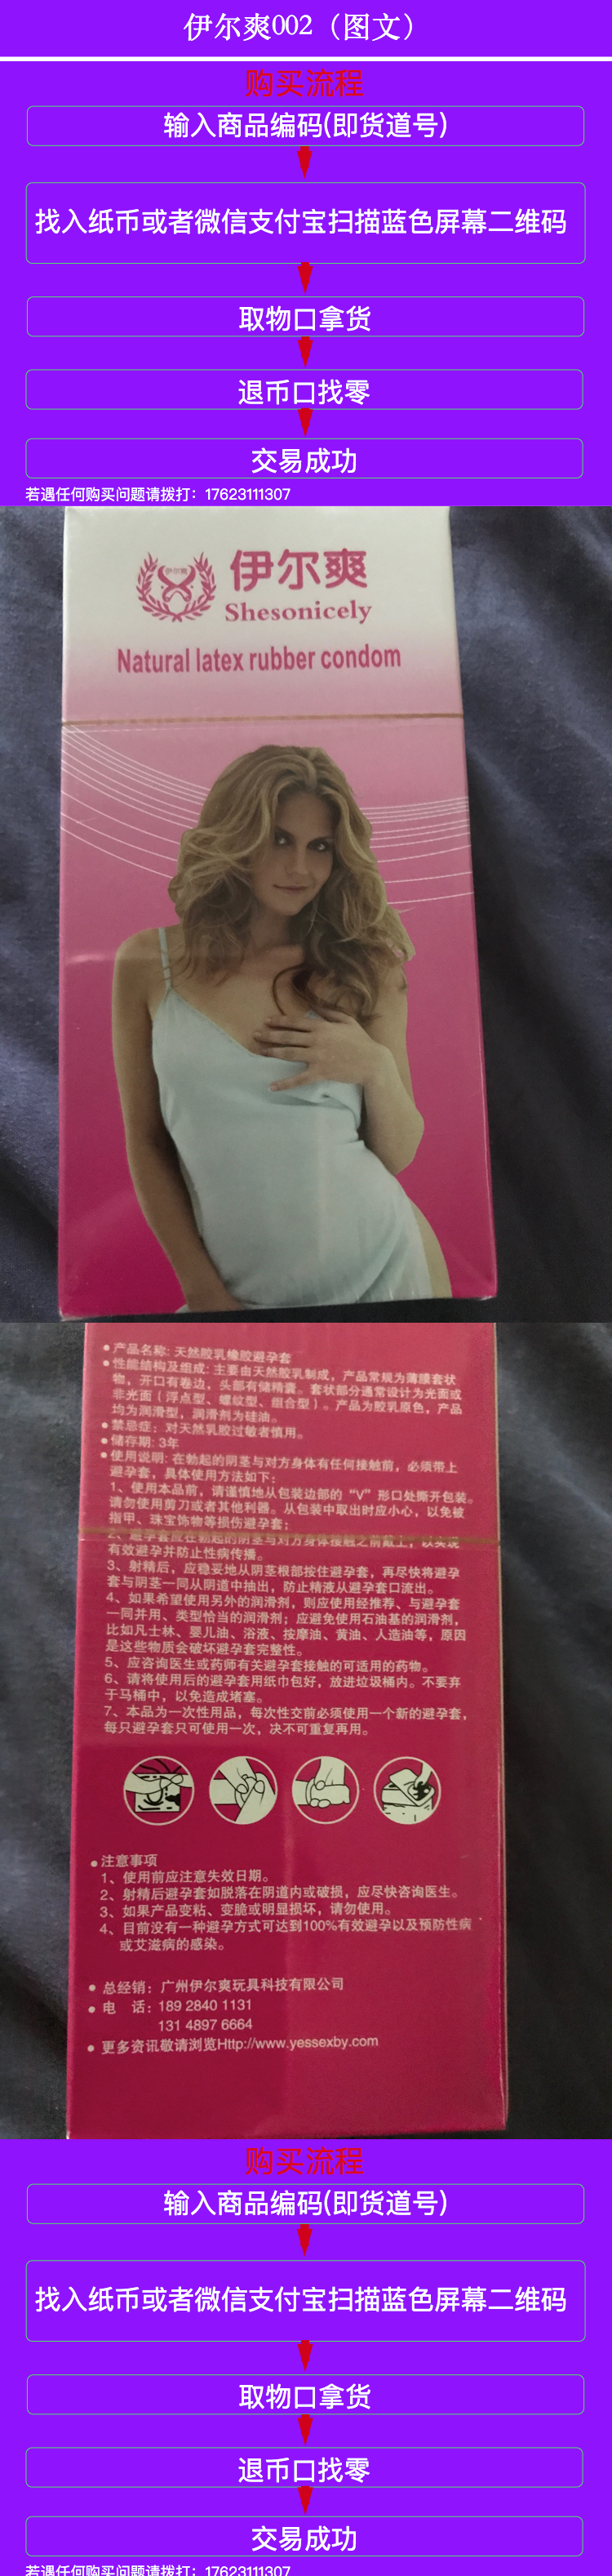 伊尔爽002（图文）
购买流程
输入商品编码(即货道号)
找入纸币或者微信支付宝扫描蓝色屏幕二维码
取物口拿货
退币口找零
交易成功
若遇任何购买问题请拨打：17623111307
伊尔爽
伊尔爽
Shesonicely
Natural latex rubber condom
●产品名称: 天然胶乳橡胶避孕套
●性能结构及组成: 主要由天然胶乳制成，产品常规为薄膜套状
物，开口有卷边，头部有储精囊。套状部分通常设计为光面或
非光面（浮点型、螺纹型、组合型）。产品为胶乳原色，产品
均为润滑型，润滑剂为硅油。
●禁忌症：对天然乳胶过敏者慎用。
●储存期: 3年
●使用说明: 在勃起的阴茎与对方身体有任何接触前，必须带上
避孕套，具体使用方法如下：
1、使用本品前，请谨慎地从包装边部的“V”形口处撕开包装。
请勿使用剪刀或者其他利器。从包装中取出时应小心，以免被
指甲、珠宝饰物等损伤避孕套；
2、避孕套应在勃起的阴茎与对方身体接触之前戴上，以实现
有效避孕并防止性病传播。
3、射精后，应稳妥地从阴茎根部按住避孕套，再尽快将避孕
套与阴茎一同从阴道中抽出，防止精液从避孕套口流出。
4、如果希望使用另外的润滑剂，则应使用经推荐、与避孕套
一同并用、类型恰当的润滑剂；应避免使用石油基的润滑剂，
比如凡士林、婴儿油、浴液、按摩油、黄油、人造油等，原因
是这些物质会破坏避孕套完整性。
5、应咨询医生或药师有关避孕套接触的可适用的药物。
6、请将使用后的避孕套用纸巾包好，放进垃圾桶内。不要弃
于马桶中，以免造成堵塞。
7、本品为一次性用品，每次性交前必须使用一个新的避孕套，
每只避孕套只可使用一次，决不可重复再用。
●注意事项
1、使用前应注意失效日期。
2、射精后避孕套如脱落在阴道内或破损，应尽快咨询医生。
3、如果产品变粘、变脆或明显损坏，请勿使用。
4、目前没有一种避孕方式可达到100%有效避孕以及预防性病
或艾滋病的感染。
● 总经销：广州伊尔爽玩具科技有限公司
● 电 话：189 2840 1131
131 4897 6664
● 更多资讯敬请浏览Http://www.yessexby.com
购买流程
输入商品编码(即货道号)
找入纸币或者微信支付宝扫描蓝色屏幕二维码
取物口拿货
退币口找零
交易成功
若遇任何购买问题请拨打：17623111307